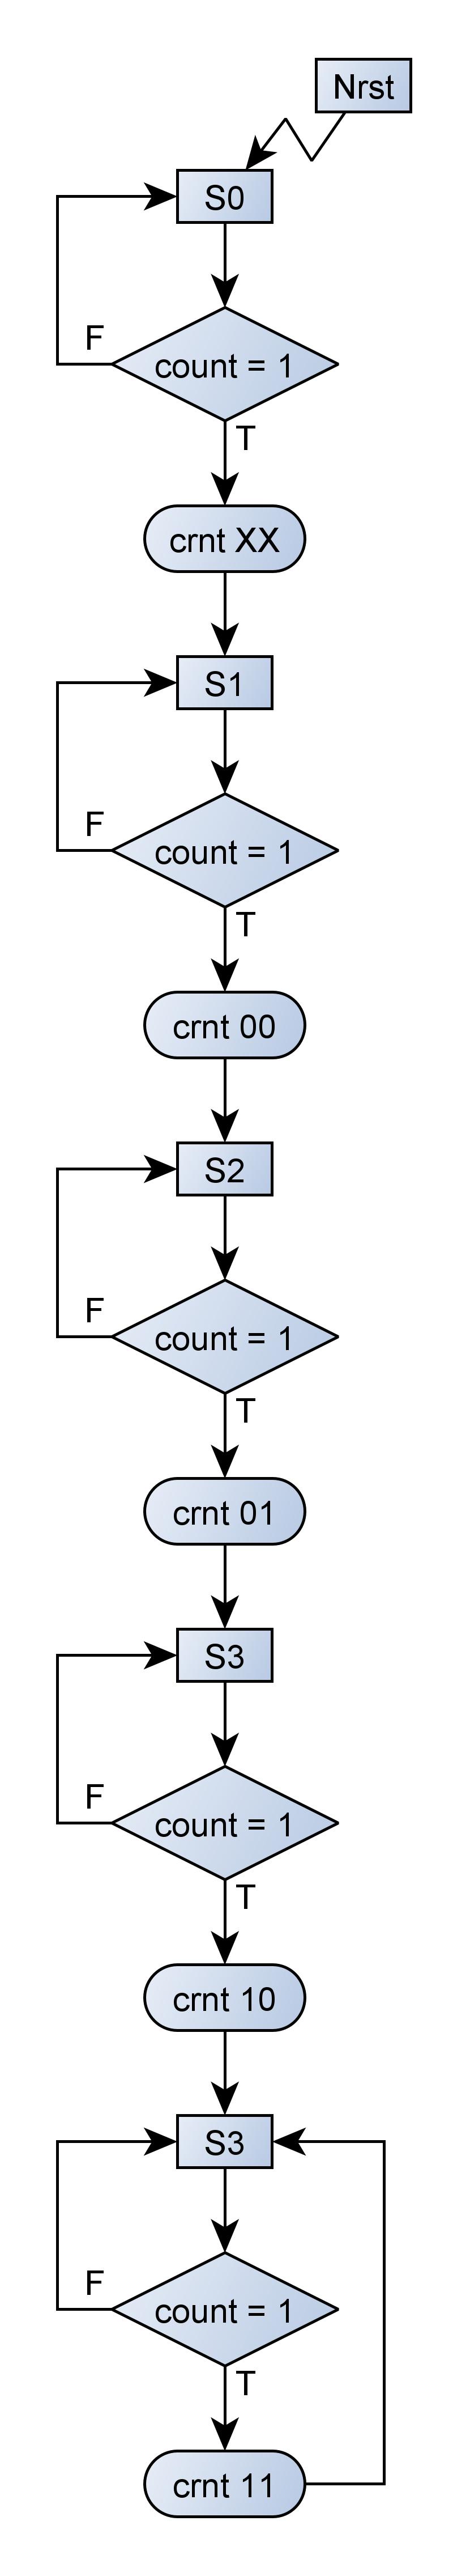 Nrst
S0
count = 1
F
T
crnt XX
S1
count = 1
F
T
crnt 00
S2
count = 1
F
T
crnt 01
S3
count = 1
F
T
crnt 10
S3
count = 1
F
T
crnt 11